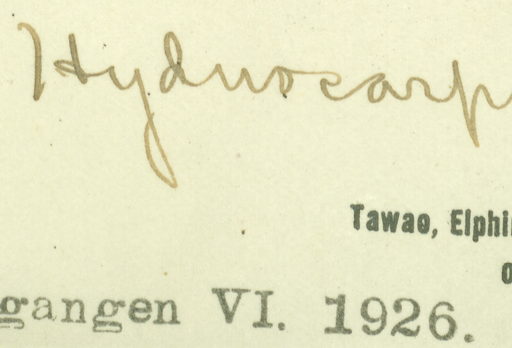 Hydnocarp
Tawao, Elphi
o
gangen VI. 1926.